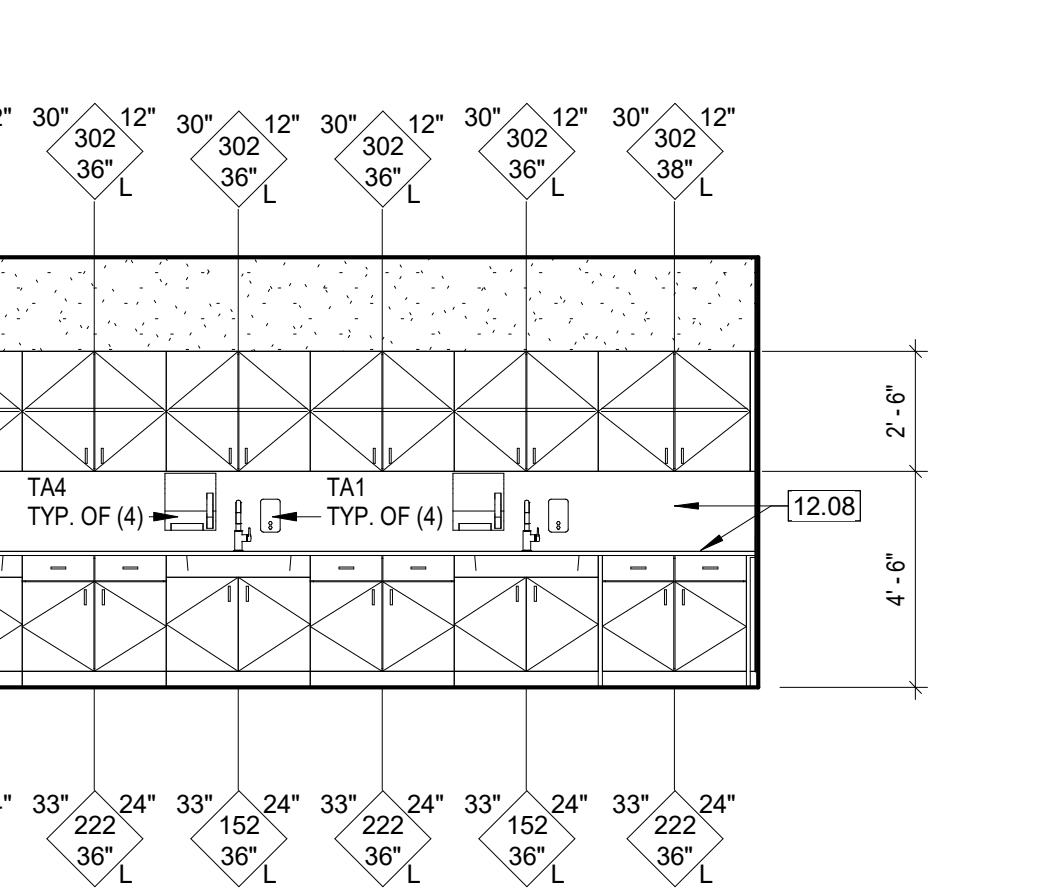 2" 30" 12" 30" 12" 30" 12" 30" 12" 30" 12"
302 302 302 302 302
36" 36" 36" 36" 38"
L L L L L
2' - 6"
TA4
TYP. OF (4)
TA1
TYP. OF (4)
12.08
4' - 6"
" 33" 24" 33" 24" 33" 24" 33" 24" 33" 24"
222 152 222 152 222
36" 36" 36" 36" 36"
L L L L L